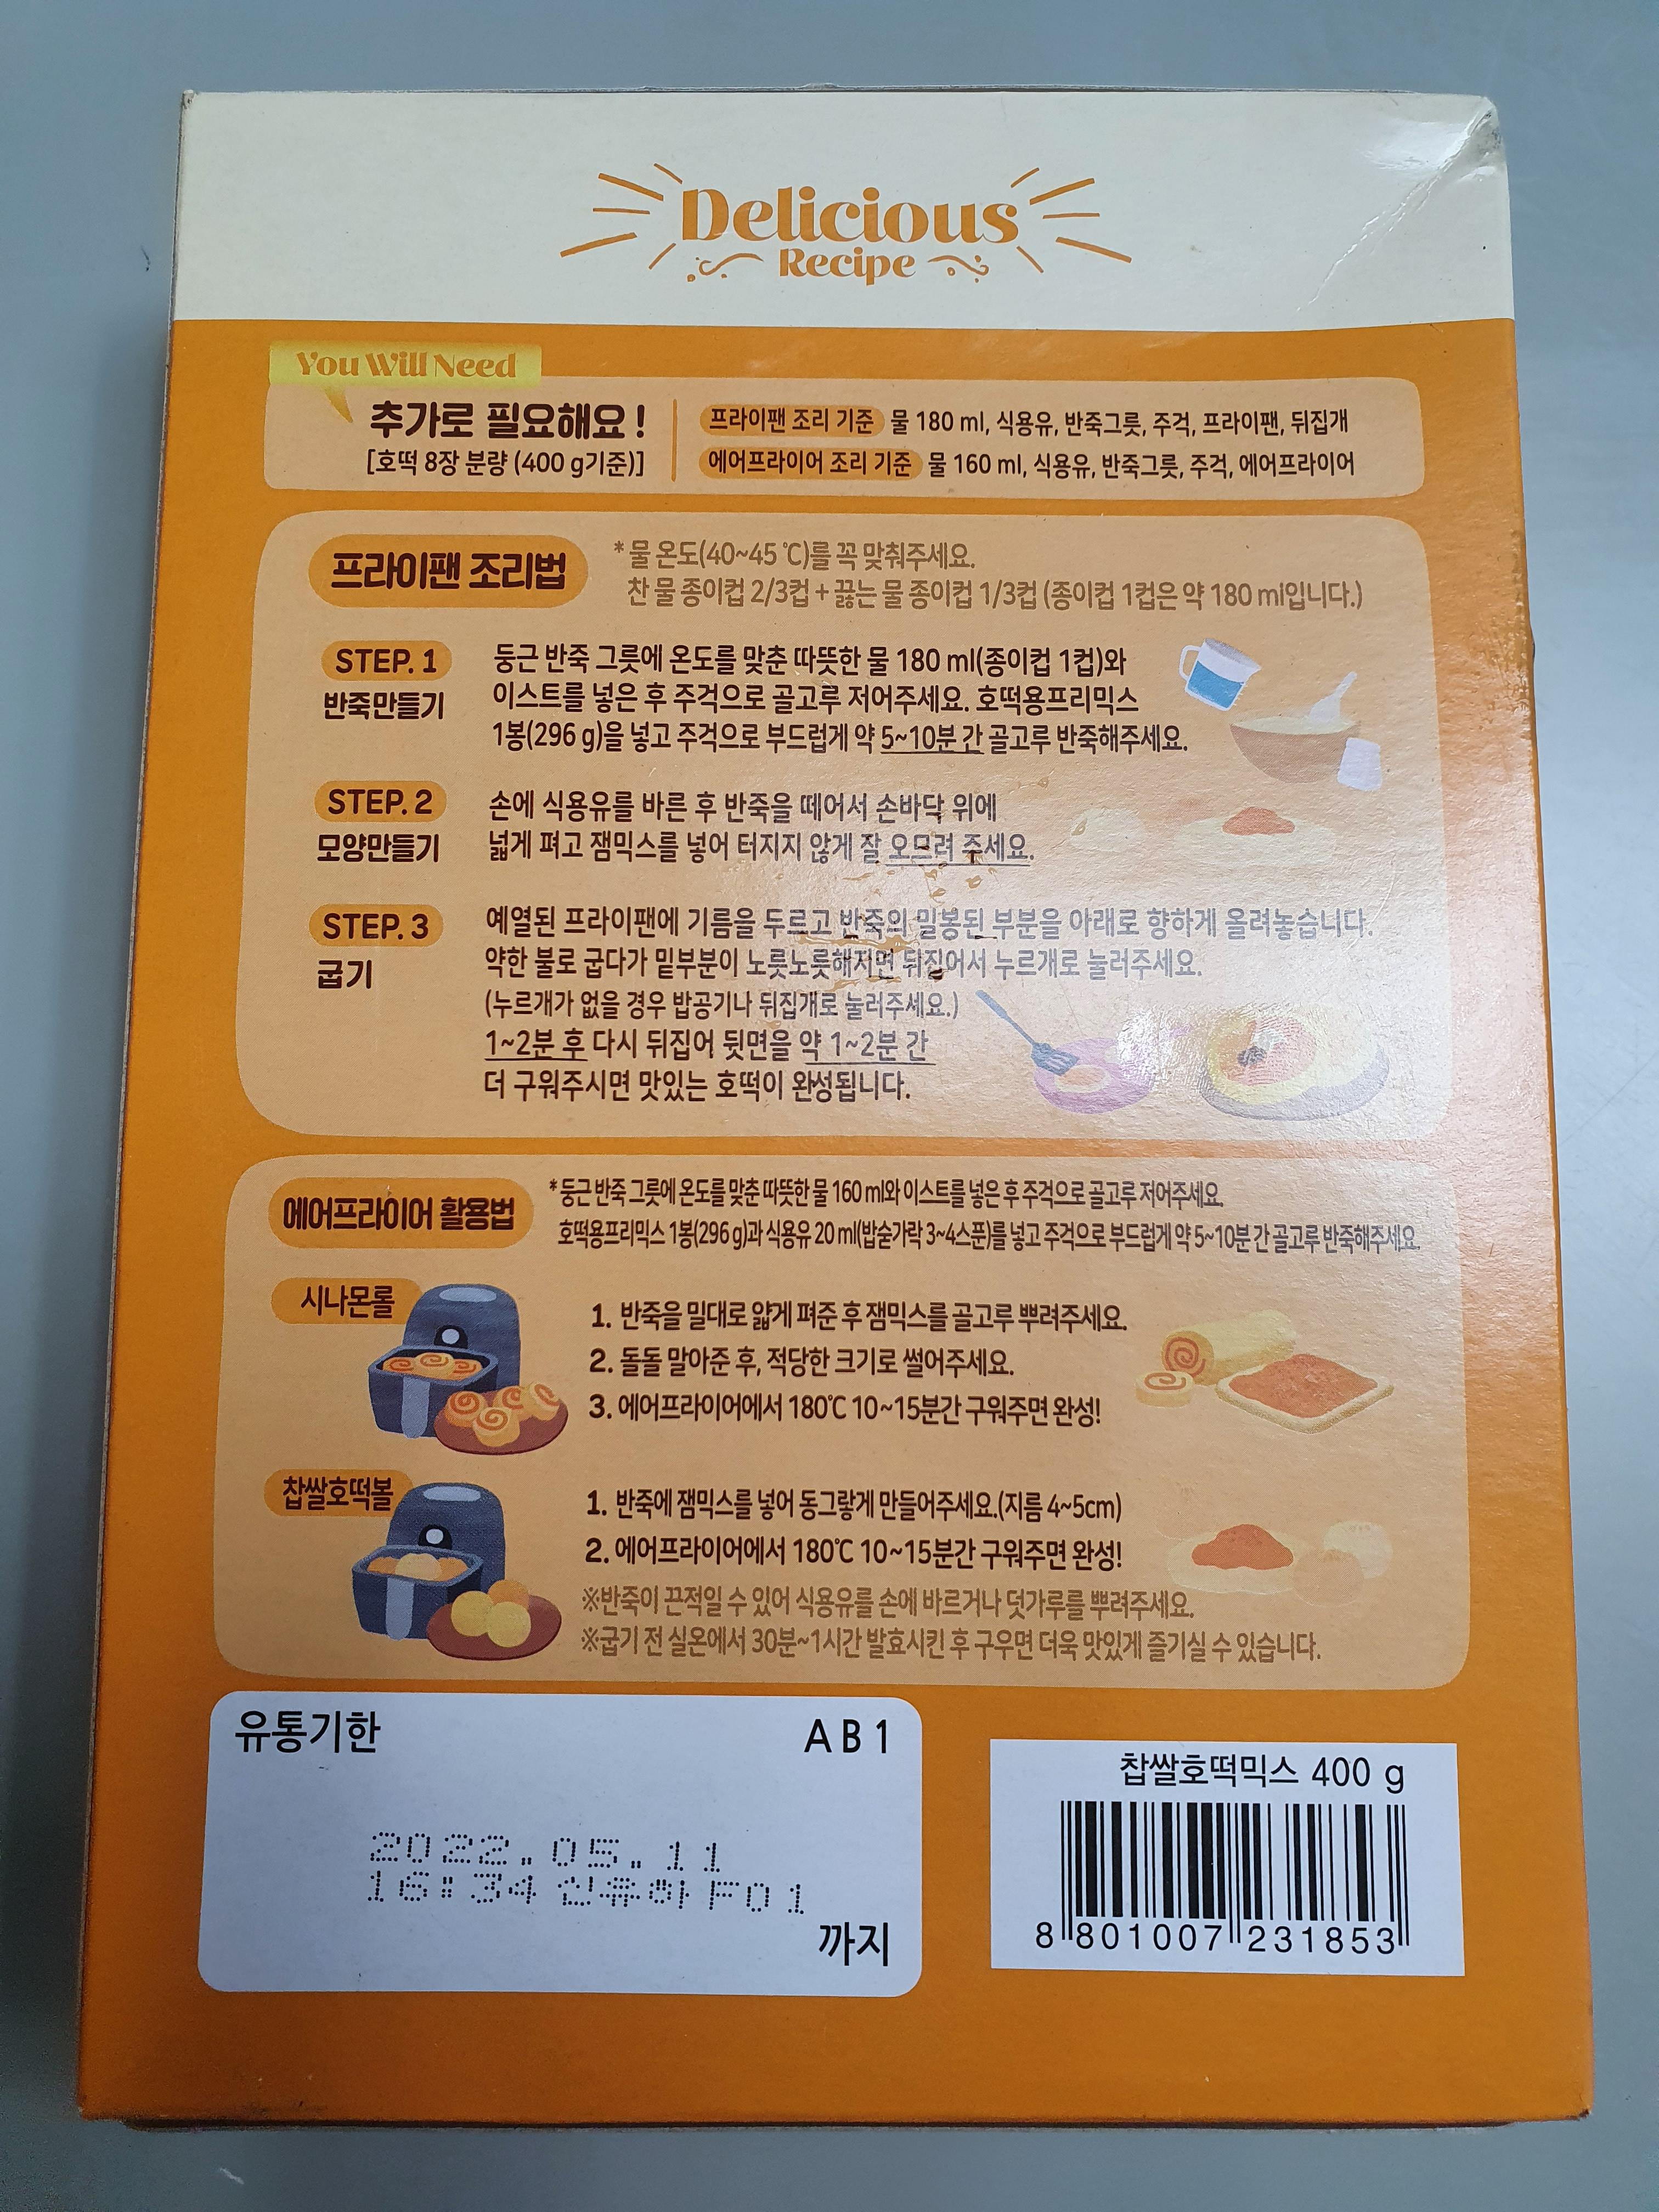 Delicious
Recipe
You Will Need
추가로 필요해요!
[호떡 8장 분량 (400 g기준)]
프라이팬 조리 기준 물 180 ml, 식용유, 반죽그릇, 주걱, 프라이팬, 뒤집개
에어프라이어 조리 기준 물 160 ml, 식용유, 반죽그릇, 주걱, 에어프라이어
프라이팬 조리법
* 물 온도(40~45 ℃)를 꼭 맞춰주세요.
찬 물 종이컵 2/3컵 + 끓는 물 종이컵 1/3컵 (종이컵 1컵은 약 180 ml입니다.)
STEP. 1
반죽만들기
둥근 반죽 그릇에 온도를 맞춘 따뜻한 물 180 ml(종이컵 1컵)와
이스트를 넣은 후 주걱으로 골고루 저어주세요. 호떡용프리믹스
1봉(296 g)을 넣고 주걱으로 부드럽게 약 5~10분 간 골고루 반죽해주세요.
STEP. 2
모양만들기
손에 식용유를 바른 후 반죽을 떼어서 손바닥 위에
넓게 펴고 잼믹스를 넣어 터지지 않게 잘 오므려 주세요.
STEP. 3
굽기
예열된 프라이팬에 기름을 두르고 반죽의 밀봉된 부분을 아래로 향하게 올려놓습니다.
약한 불로 굽다가 밑부분이 노릇노릇해지면 뒤집어서 누르개로 눌러주세요.
(누르개가 없을 경우 밥공기나 뒤집개로 눌러주세요.)
1~2분 후 다시 뒤집어 뒷면을 약 1~2분 간
더 구워주시면 맛있는 호떡이 완성됩니다.
에어프라이어 활용법
* 둥근 반죽 그릇에 온도를 맞춘 따뜻한 물 160 ml와 이스트를 넣은 후 주걱으로 골고루 저어주세요.
호떡용프리믹스 1봉(296 g)과 식용유 20 ml(밥숟가락 3~4스푼)를 넣고 주걱으로 부드럽게 약 5~10분 간 골고루 반죽해주세요.
시나몬롤
1. 반죽을 밀대로 얇게 펴준 후 잼믹스를 골고루 뿌려주세요.
2. 돌돌 말아준 후, 적당한 크기로 썰어주세요.
3. 에어프라이어에서 180℃ 10~15분간 구워주면 완성!
찹쌀호떡볼
1. 반죽에 잼믹스를 넣어 동그랗게 만들어주세요.(지름 4~5cm)
2. 에어프라이어에서 180℃ 10~15분간 구워주면 완성!
※반죽이 끈적일 수 있어 식용유를 손에 바르거나 덧가루를 뿌려주세요.
※굽기 전 실온에서 30분~1시간 발효시킨 후 구우면 더욱 맛있게 즐기실 수 있습니다.
유통기한
A B 1
2022.05.11
16:34 신유하 F01
까지
찹쌀호떡믹스 400 g
8 801007 231853